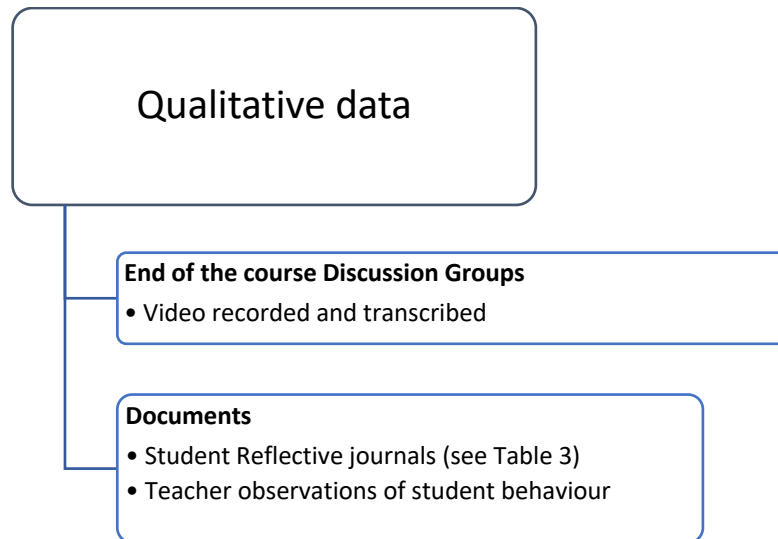 Qualitative data
End of the course Discussion Groups
• Video recorded and transcribed
Documents
• Student Reflective journals (see Table 3)
• Teacher observations of student behaviour